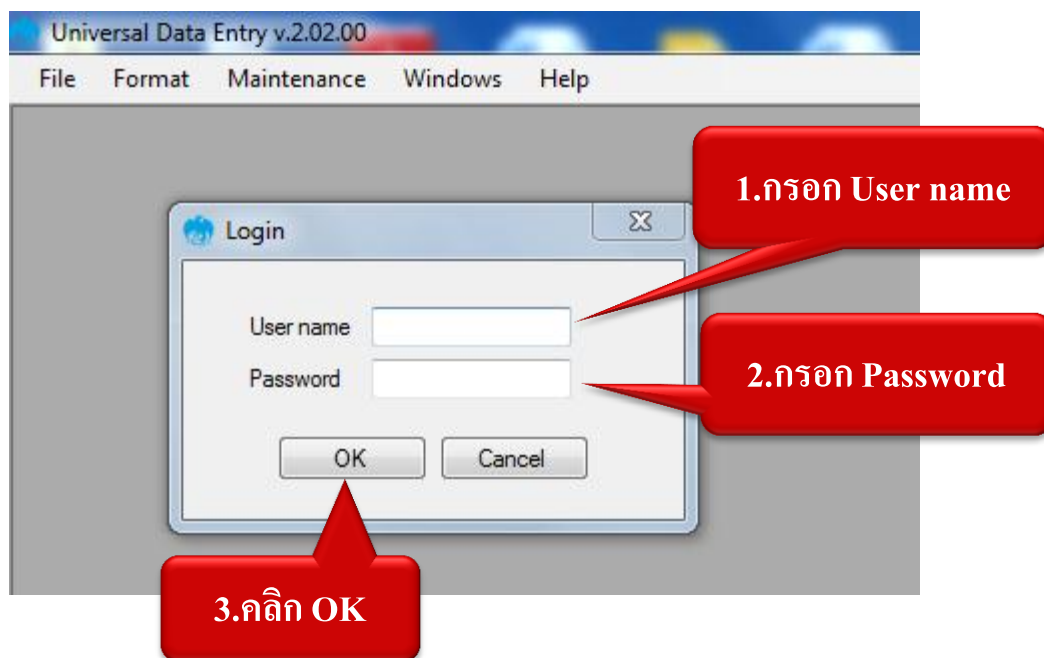 Universal Data Entry v.2.02.00
File Format Maintenance Windows Help
1.กรอก User name
Login
User name
Password
2.กรอก Password
OK Cancel
3.คลิก OK